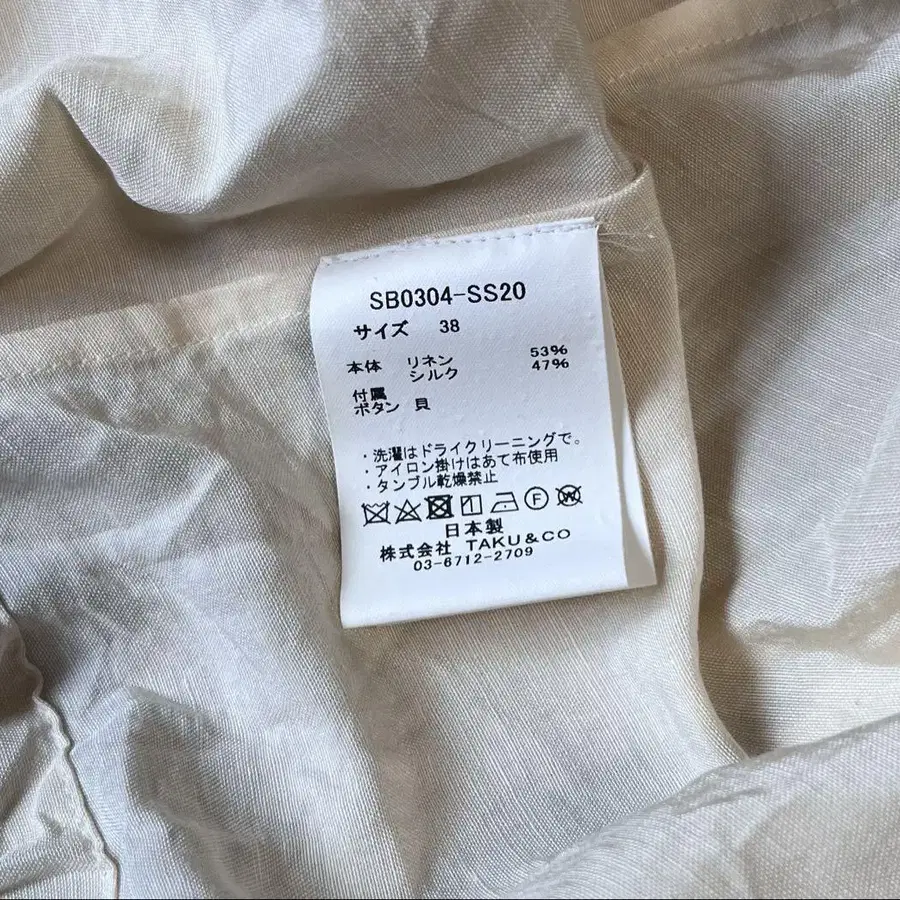 SB0304-SS20
サイズ 38
本体 リネン 53%
シルク 47%
付属
ボタン 貝
・洗濯はドライクリーニングで。
・アイロン掛けはあて布使用
・タンブル乾燥禁止
F W
日本製
株式会社 TAKU&CO
03-6712-2709